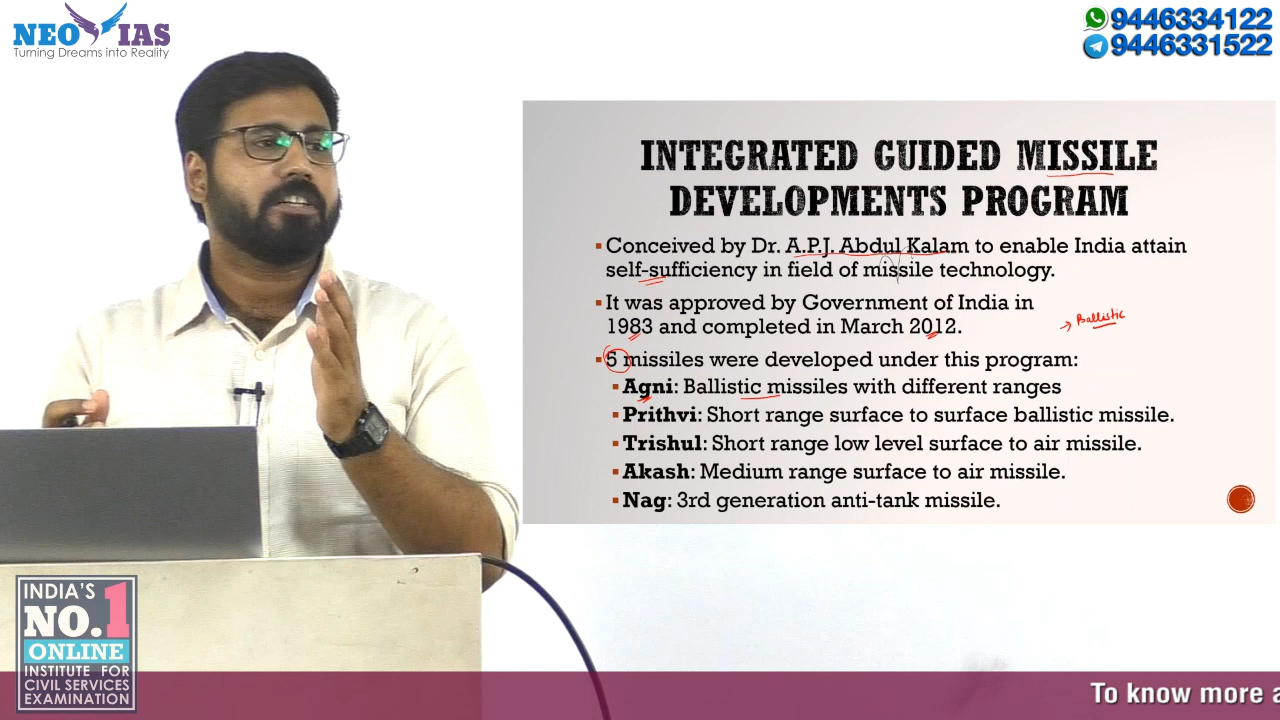 NEO IAS
Turning Dreams into Reality
9446334122
9446331522
INTEGRATED GUIDED MISSILE
DEVELOPMENTS PROGRAM
▪Conceived by Dr. A.P.J. Abdul Kalam to enable India attain
self-sufficiency in field of missile technology.
▪It was approved by Government of India in
1983 and completed in March 2012.
→ Ballistic
▪5 missiles were developed under this program:
▪Agni: Ballistic missiles with different ranges
▪Prithvi: Short range surface to surface ballistic missile.
▪Trishul: Short range low level surface to air missile.
▪Akash: Medium range surface to air missile.
▪Nag: 3rd generation anti-tank missile.
INDIA'S
NO.1
ONLINE
INSTITUTE FOR
CIVIL SERVICES
EXAMINATION
To know more a